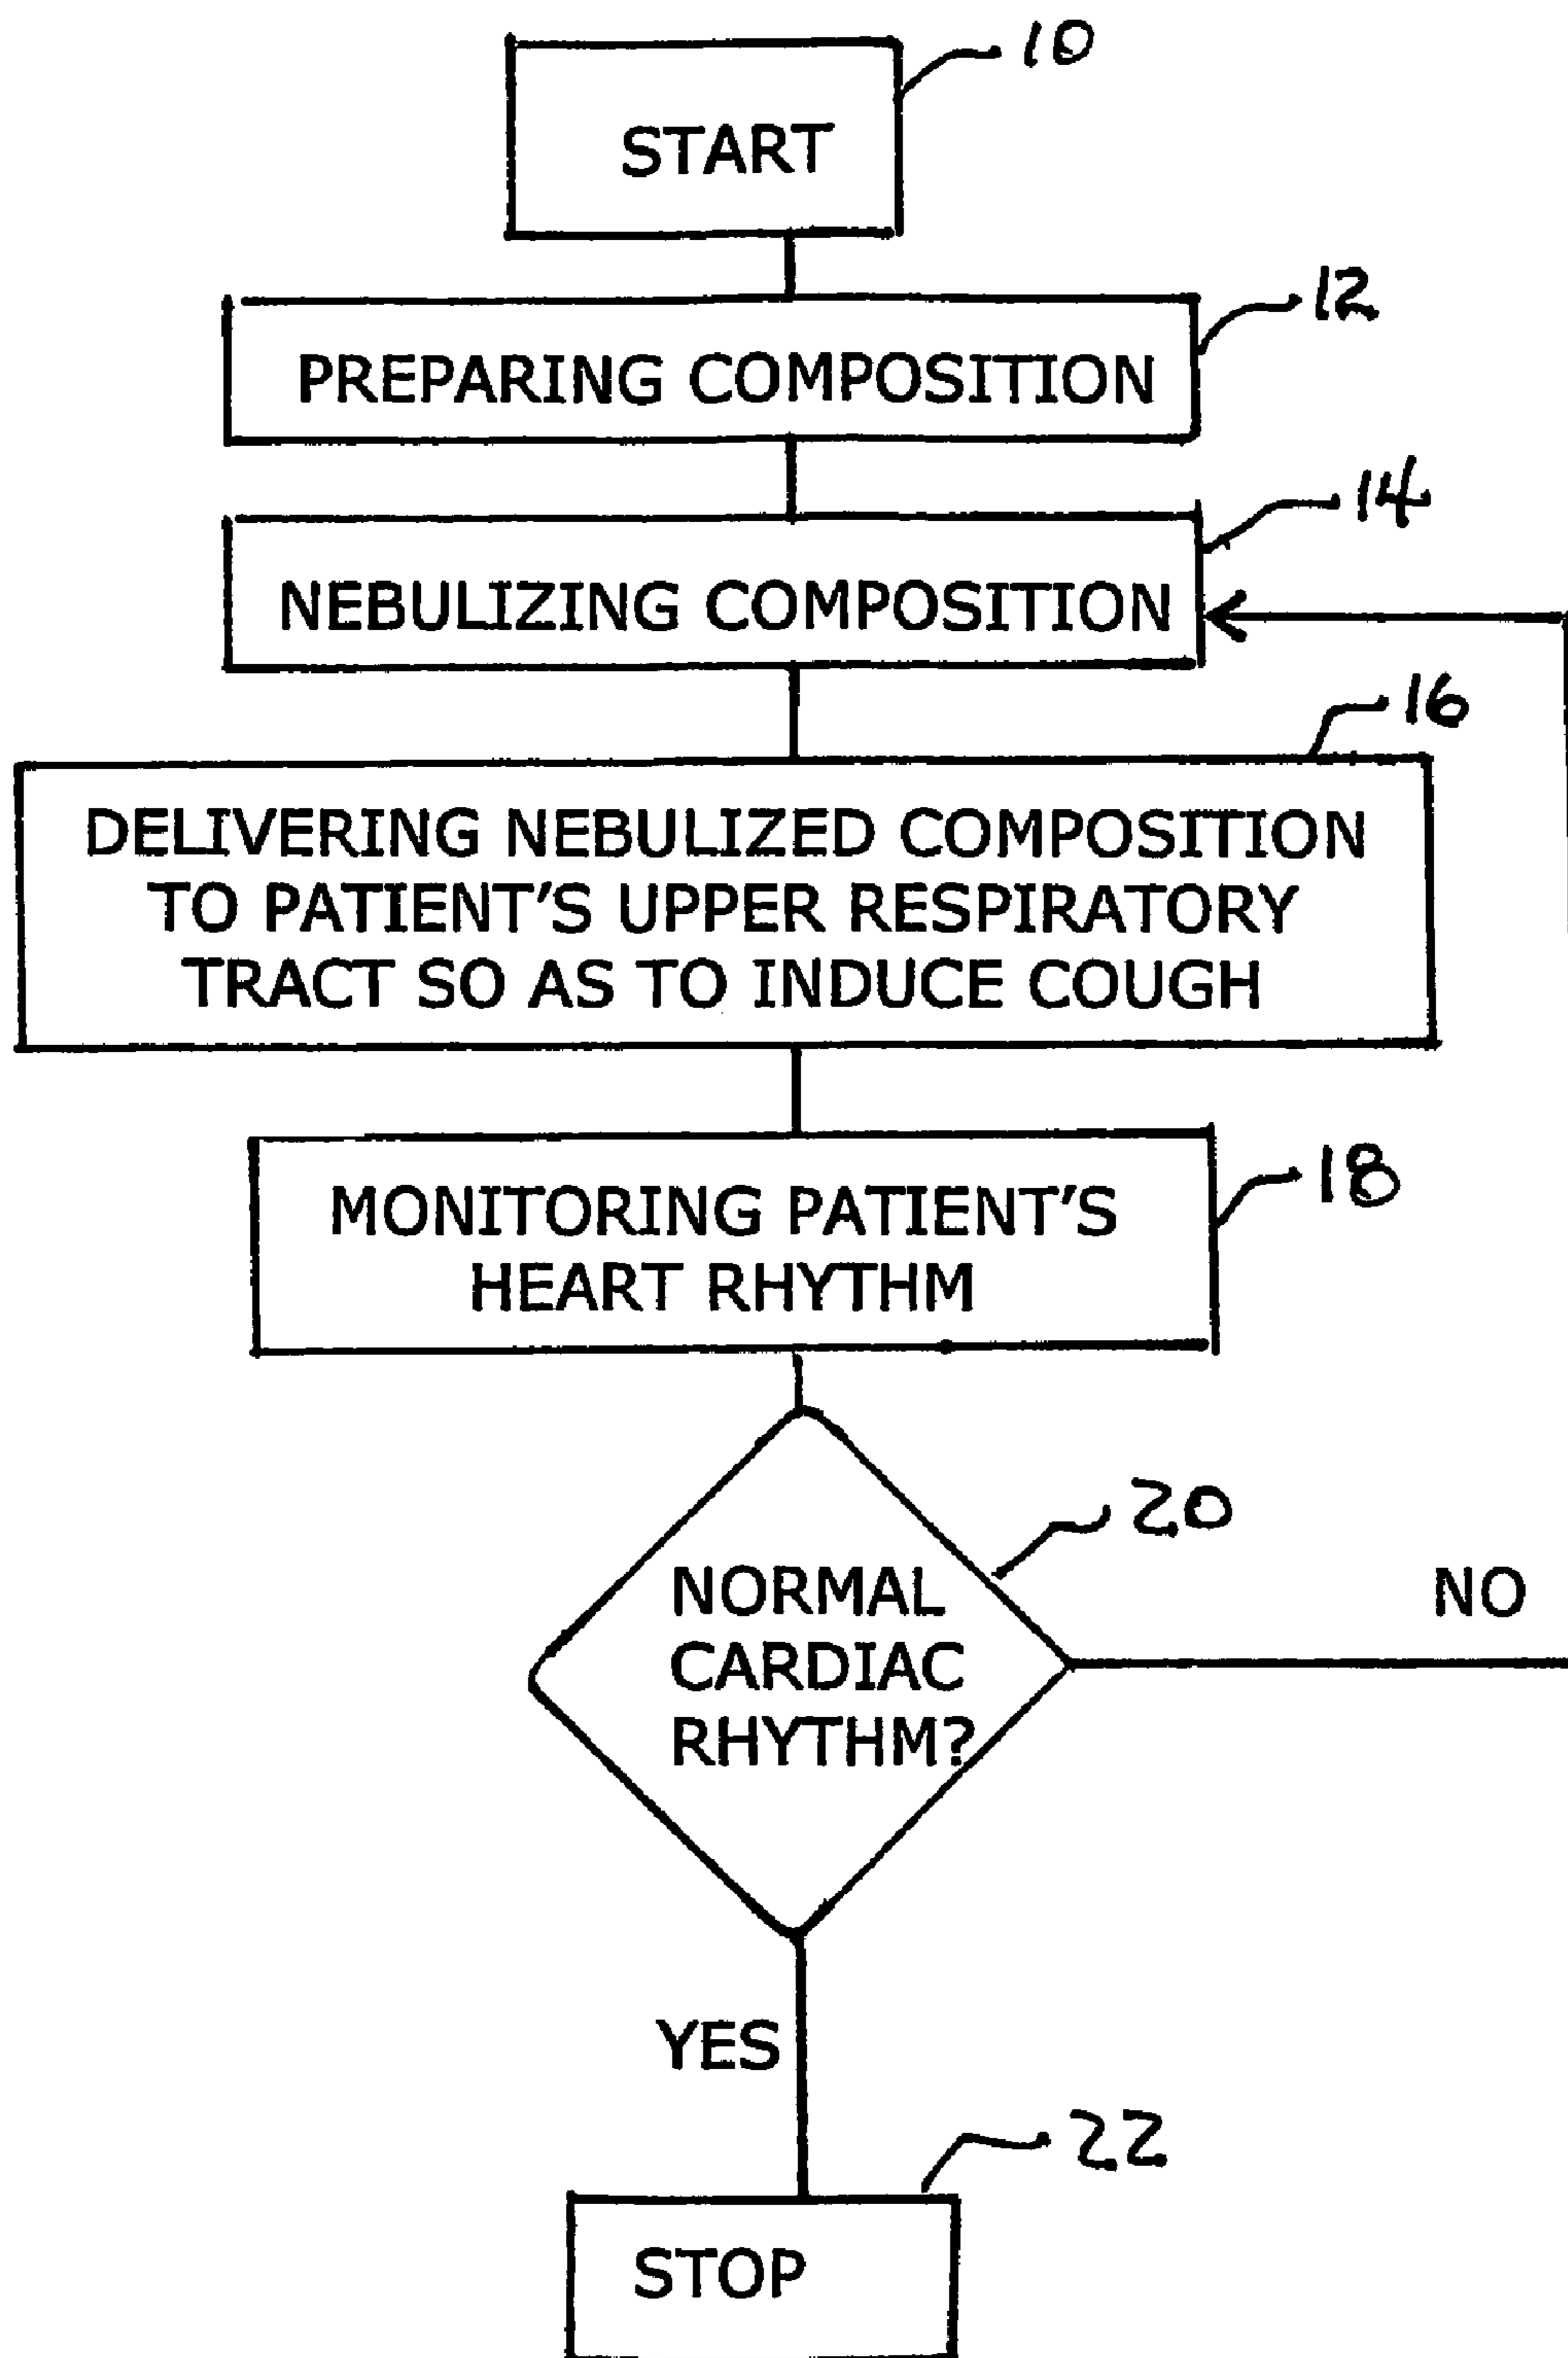 10
START
12
PREPARING COMPOSITION
14
NEBULIZING COMPOSITION
16
DELIVERING NEBULIZED COMPOSITION
TO PATIENT'S UPPER RESPIRATORY
TRACT SO AS TO INDUCE COUGH
18
MONITORING PATIENT'S
HEART RHYTHM
20
NORMAL
CARDIAC
RHYTHM?
NO
YES
22
STOP